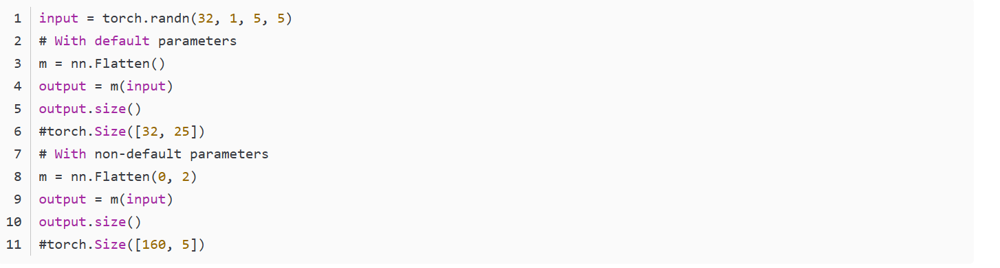 1 input = torch.randn(32, 1, 5, 5)
2 # With default parameters
3 m = nn.Flatten()
4 output = m(input)
5 output.size()
6 #torch.Size([32, 25])
7 # With non-default parameters
8 m = nn.Flatten(0, 2)
9 output = m(input)
10 output.size()
11 #torch.Size([160, 5])